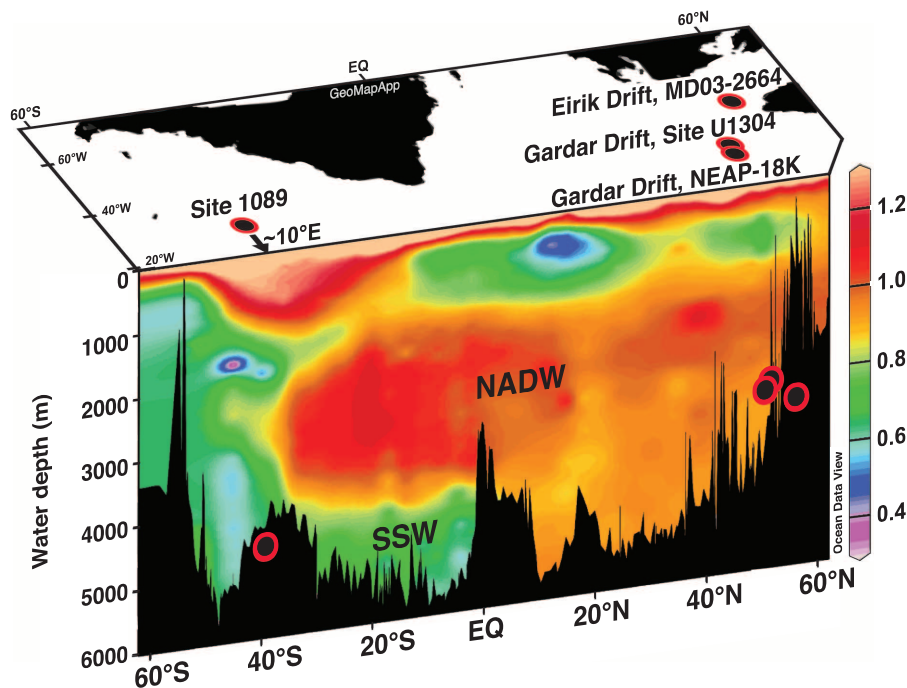 60°N
EQ
GeoMapApp
60°S
60°W
40°W
20°W
Eirik Drift, MD03-2664
Gardar Drift, Site U1304
Gardar Drift, NEAP-18K
Site 1089
~10°E
1.2
1.0
0.8
0.6
0.4
Ocean Data View
0
1000
2000
3000
4000
5000
6000
Water depth (m)
NADW
SSW
60°S
40°S
20°S
EQ
20°N
40°N
60°N